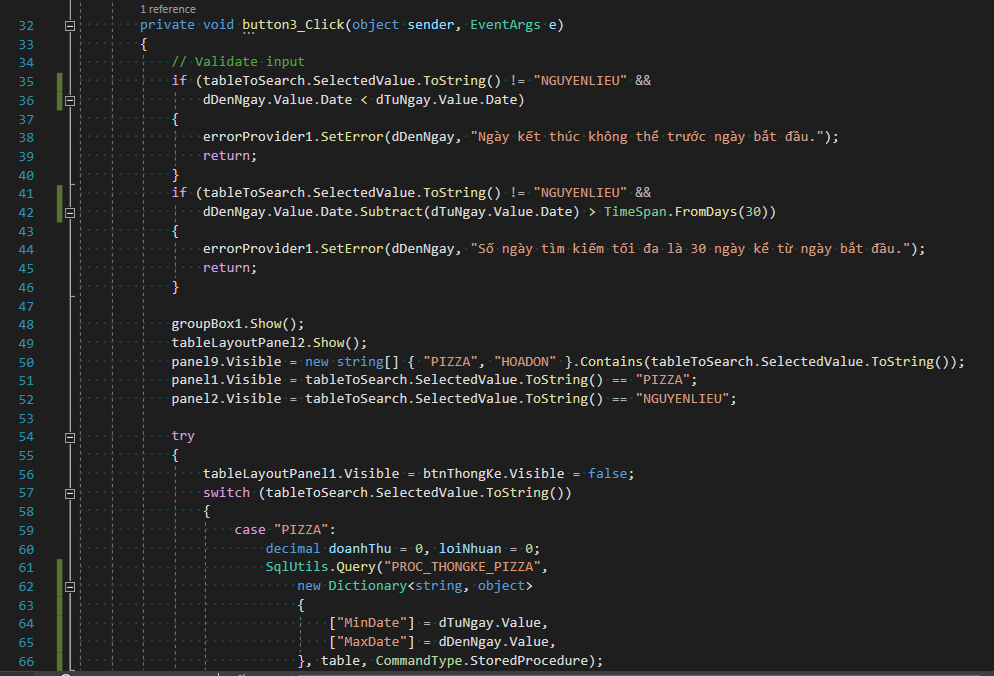 1 reference
32 private void button3_Click(object sender, EventArgs e)
33 {
34 // Validate input
35 if (tableToSearch.SelectedValue.ToString() != "NGUYENLIEU" &&
36 dDenNgay.Value.Date < dTuNgay.Value.Date)
37 {
38 errorProvider1.SetError(dDenNgay, "Ngày kết thúc không thể trước ngày bắt đầu.");
39 return;
40 }
41 if (tableToSearch.SelectedValue.ToString() != "NGUYENLIEU" &&
42 dDenNgay.Value.Date.Subtract(dTuNgay.Value.Date) > TimeSpan.FromDays(30))
43 {
44 errorProvider1.SetError(dDenNgay, "Số ngày tìm kiếm tối đa là 30 ngày kể từ ngày bắt đầu.");
45 return;
46 }
47
48 groupBox1.Show();
49 tableLayoutPanel2.Show();
50 panel9.Visible = new string[] { "PIZZA", "HOADON" }.Contains(tableToSearch.SelectedValue.ToString());
51 panel1.Visible = tableToSearch.SelectedValue.ToString() == "PIZZA";
52 panel2.Visible = tableToSearch.SelectedValue.ToString() == "NGUYENLIEU";
53
54 try
55 {
56 tableLayoutPanel1.Visible = btnThongKe.Visible = false;
57 switch (tableToSearch.SelectedValue.ToString())
58 {
59 case "PIZZA":
60 decimal doanhThu = 0, loiNhuan = 0;
61 SqlUtils.Query("PROC_THONGKE_PIZZA",
62 new Dictionary<string, object>
63 {
64 ["MinDate"] = dTuNgay.Value,
65 ["MaxDate"] = dDenNgay.Value,
66 }, table, CommandType.StoredProcedure);